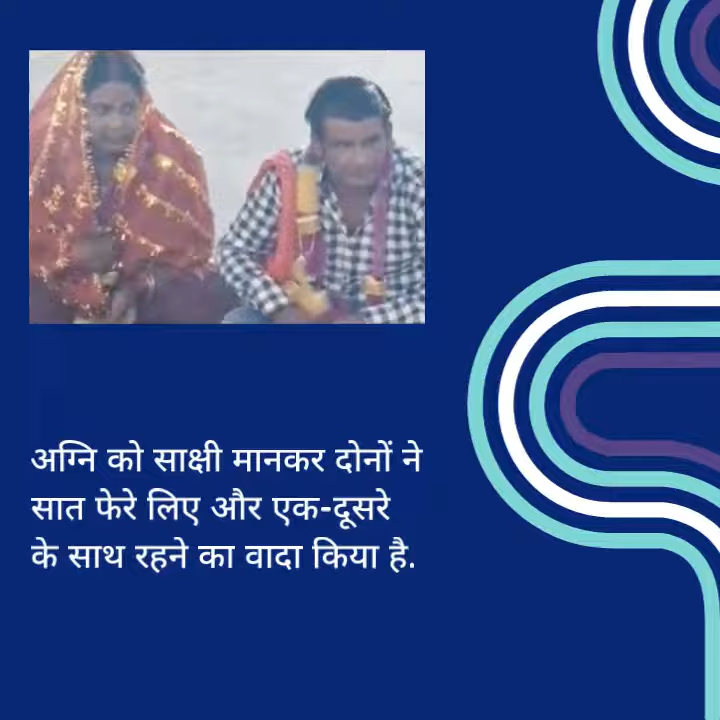 अग्नि को साक्षी मानकर दोनों ने
सात फेरे लिए और एक-दूसरे
के साथ रहने का वादा किया है.